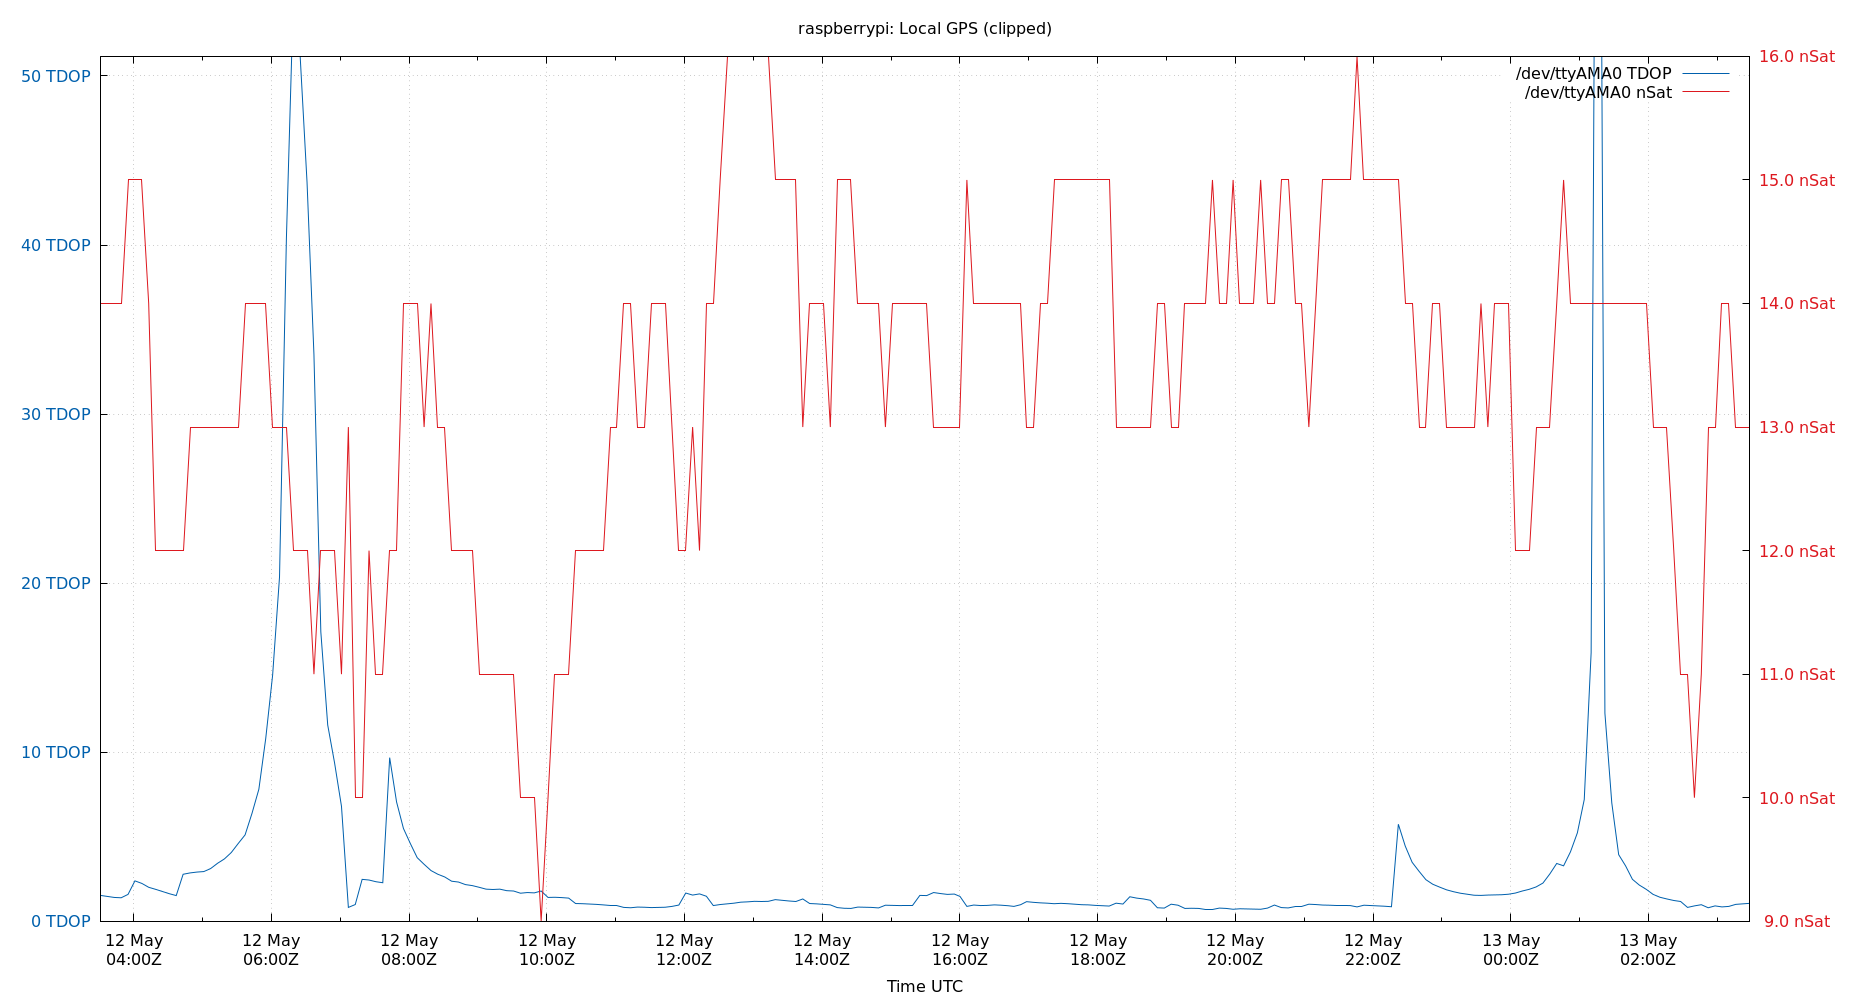 raspberrypi: Local GPS (clipped)
/dev/ttyAMA0 TDOP
/dev/ttyAMA0 nSat
50 TDOP
40 TDOP
30 TDOP
20 TDOP
10 TDOP
0 TDOP
16.0 nSat
15.0 nSat
14.0 nSat
13.0 nSat
12.0 nSat
11.0 nSat
10.0 nSat
9.0 nSat
12 May 12 May 12 May 12 May 12 May 12 May 12 May 12 May 12 May 12 May 13 May 13 May
04:00Z 06:00Z 08:00Z 10:00Z 12:00Z 14:00Z 16:00Z 18:00Z 20:00Z 22:00Z 00:00Z 02:00Z
Time UTC